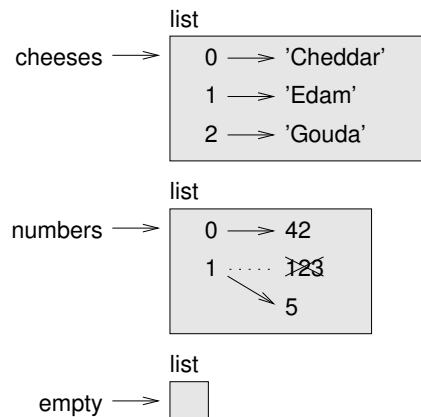 list
cheeses 0 'Cheddar'
1 'Edam'
2 'Gouda'
list
numbers 0 42
1 123
5
list
empty